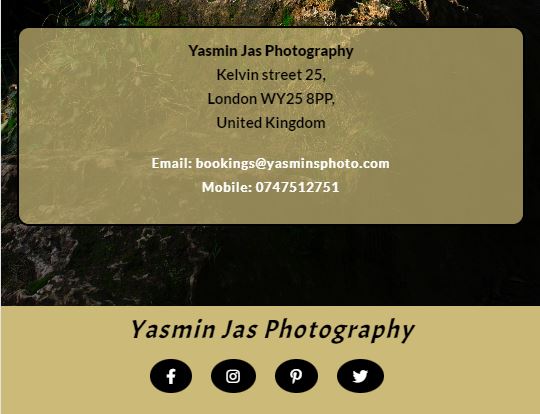 Yasmin Jas Photography
Kelvin street 25,
London WY25 8PP,
United Kingdom
Email: bookings@yasminsphoto.com
Mobile: 0747512751
Yasmin Jas Photography